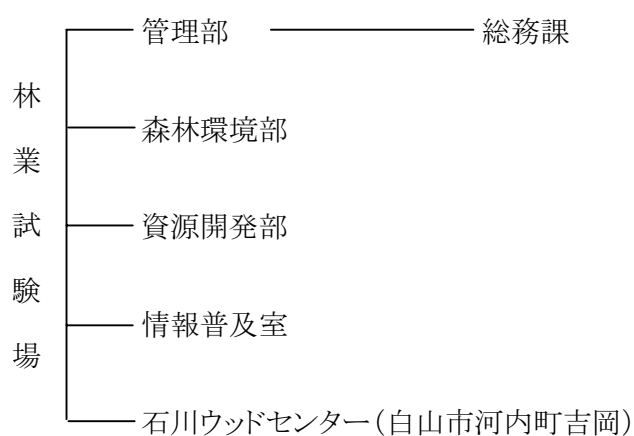 林業試験場
管理部 総務課
森林環境部
資源開発部
情報普及室
石川ウッドセンター(白山市河内町吉岡)